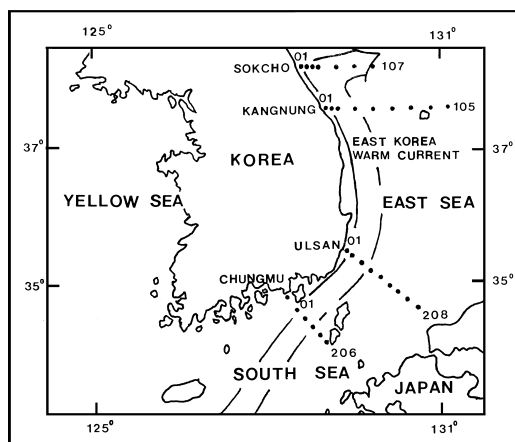 125°
131°
01
SOKCHO
107
01
KANGNUNG
105
EAST KOREA
WARM CURRENT
37°
37°
KOREA
YELLOW SEA
EAST SEA
ULSAN
01
CHUNGMU
35°
35°
01
208
206
SOUTH SEA
JAPAN
125°
131°